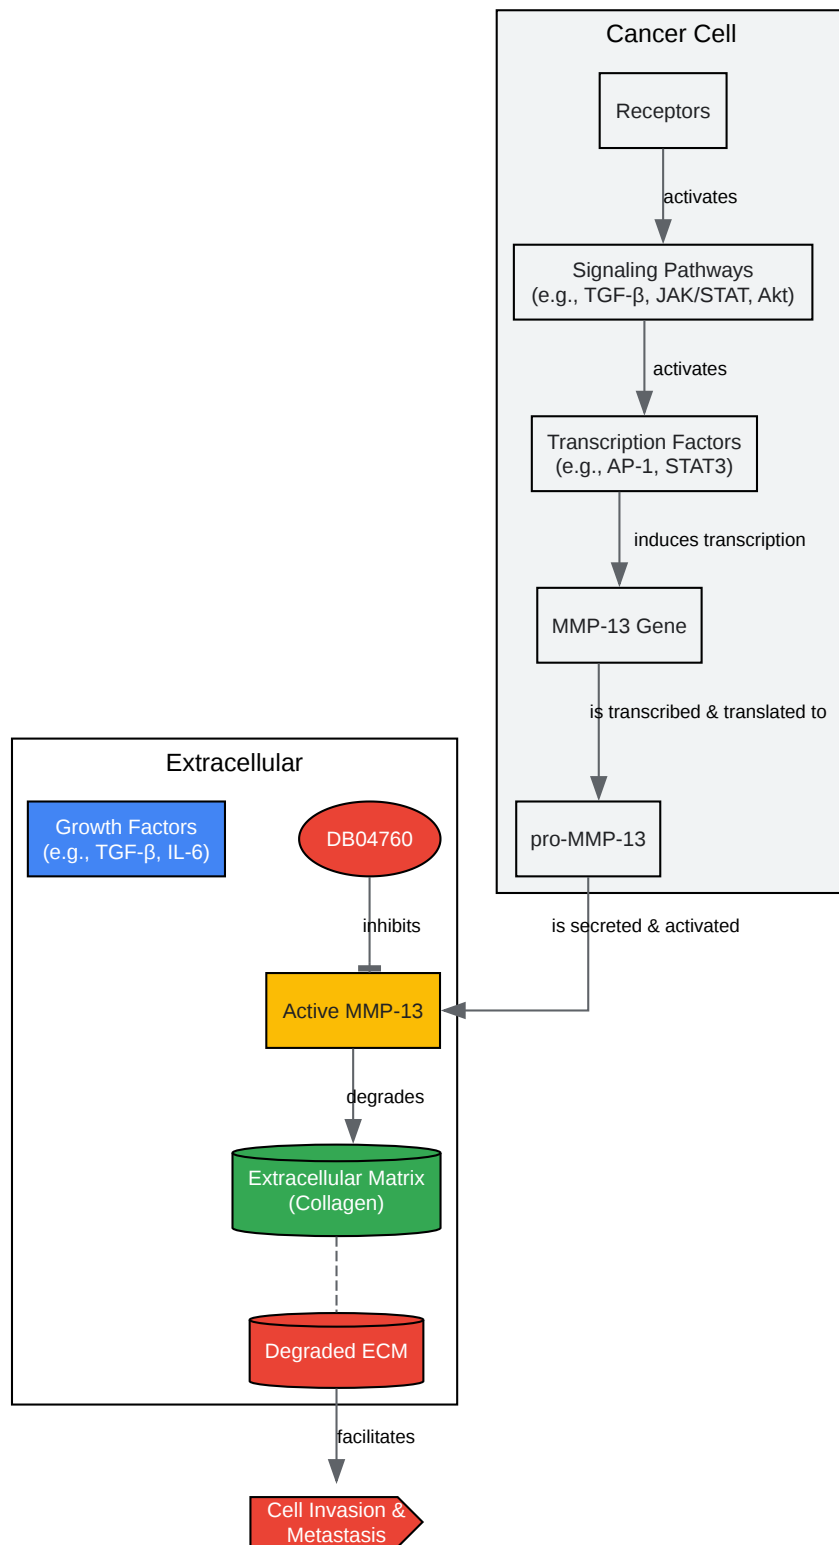 Cancer Cell
Receptors
activates
Signaling Pathways
(e.g., TGF-β, JAK/STAT, Akt)
activates
Transcription Factors
(e.g., AP-1, STAT3)
induces transcription
MMP-13 Gene
is transcribed & translated to
pro-MMP-13
is secreted & activated
Extracellular
Growth Factors
(e.g., TGF-β, IL-6)
DB04760
inhibits
Active MMP-13
degrades
Extracellular Matrix
(Collagen)
Degraded ECM
facilitates
Cell Invasion &
Metastasis